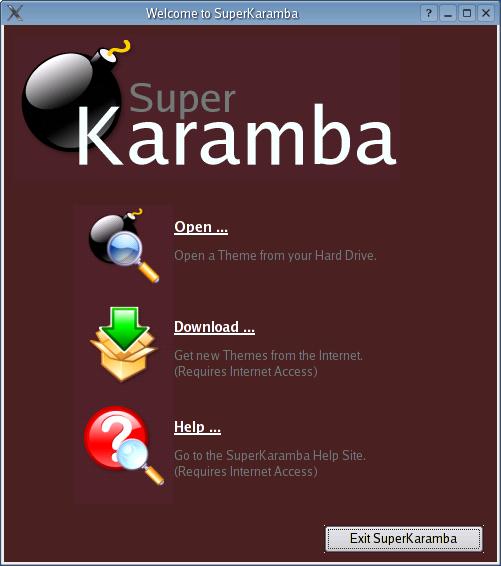 Welcome to SuperKaramba
Super
Karamba
Open ...
Open a Theme from your Hard Drive.
Download ...
Get new Themes from the Internet.
(Requires Internet Access)
Help ...
Go to the SuperKaramba Help Site.
(Requires Internet Access)
Exit SuperKaramba